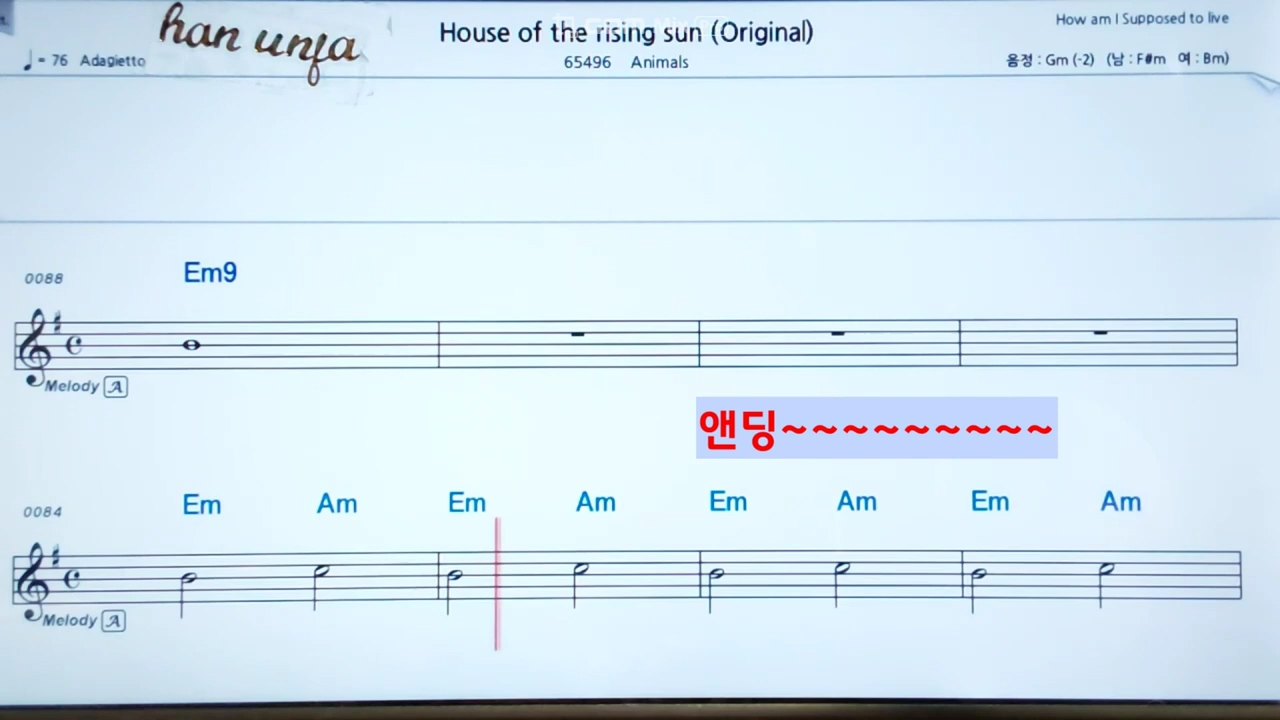 han unja
House of the rising sun (Original)
How am I Supposed to live
♩ = 76 Adagietto
65496 Animals
음정 : Gm (-2) (남 : F#m 여 : Bm)
0088 Em9
Melody A
앤딩~~~~~~~~~
0084 Em Am Em Am Em Am Em Am
Melody A